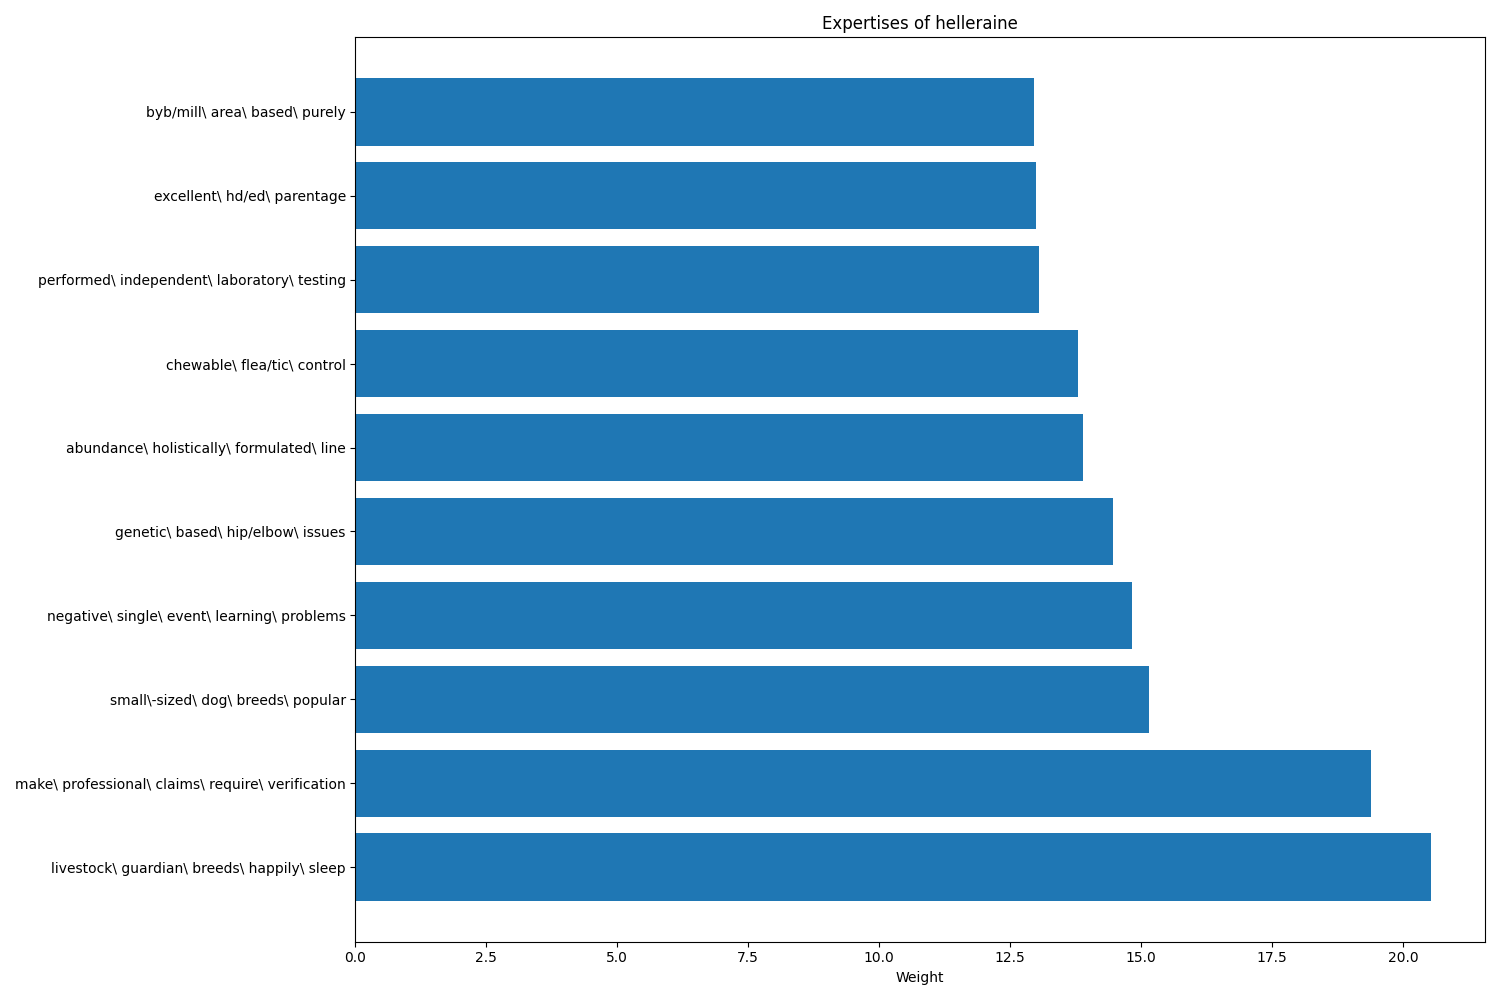 Expertises of helleraine
byb/mill\ area\ based\ purely
excellent\ hd/ed\ parentage
performed\ independent\ laboratory\ testing
chewable\ flea/tic\ control
abundance\ holistically\ formulated\ line
genetic\ based\ hip/elbow\ issues
negative\ single\ event\ learning\ problems
small\-sized\ dog\ breeds\ popular
make\ professional\ claims\ require\ verification
livestock\ guardian\ breeds\ happily\ sleep
0.0 2.5 5.0 7.5 10.0 12.5 15.0 17.5 20.0
Weight